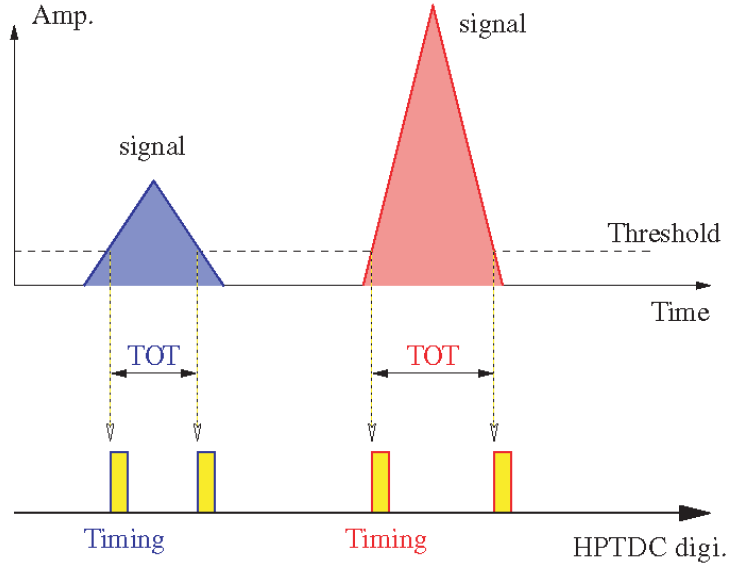 Amp.
signal
signal
Threshold
Time
TOT
TOT
Timing
Timing
HPTDC digi.